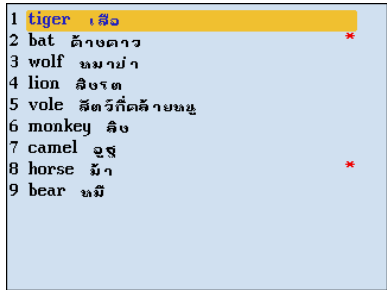 1 tiger เสือ
2 bat ค้างคาว *
3 wolf หมาป่า
4 lion สิงโต
5 vole สัตว์ที่คล้ายหนู
6 monkey ลิง
7 camel อูฐ
8 horse ม้า *
9 bear หมี